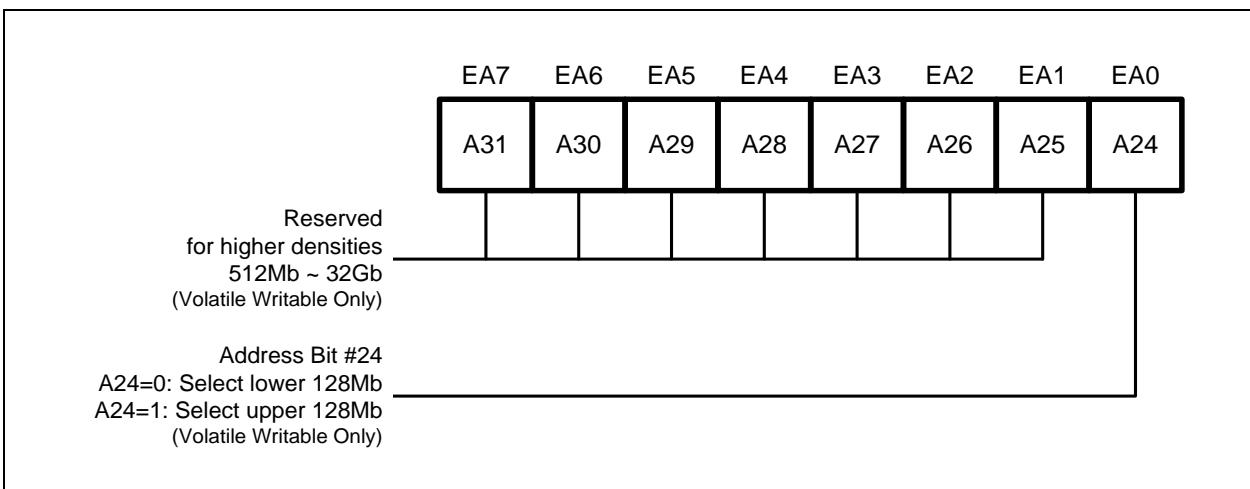 EA7 EA6 EA5 EA4 EA3 EA2 EA1 EA0
A31 A30 A29 A28 A27 A26 A25 A24
Reserved
for higher densities
512Mb ~ 32Gb
(Volatile Writable Only)
Address Bit #24
A24=0: Select lower 128Mb
A24=1: Select upper 128Mb
(Volatile Writable Only)